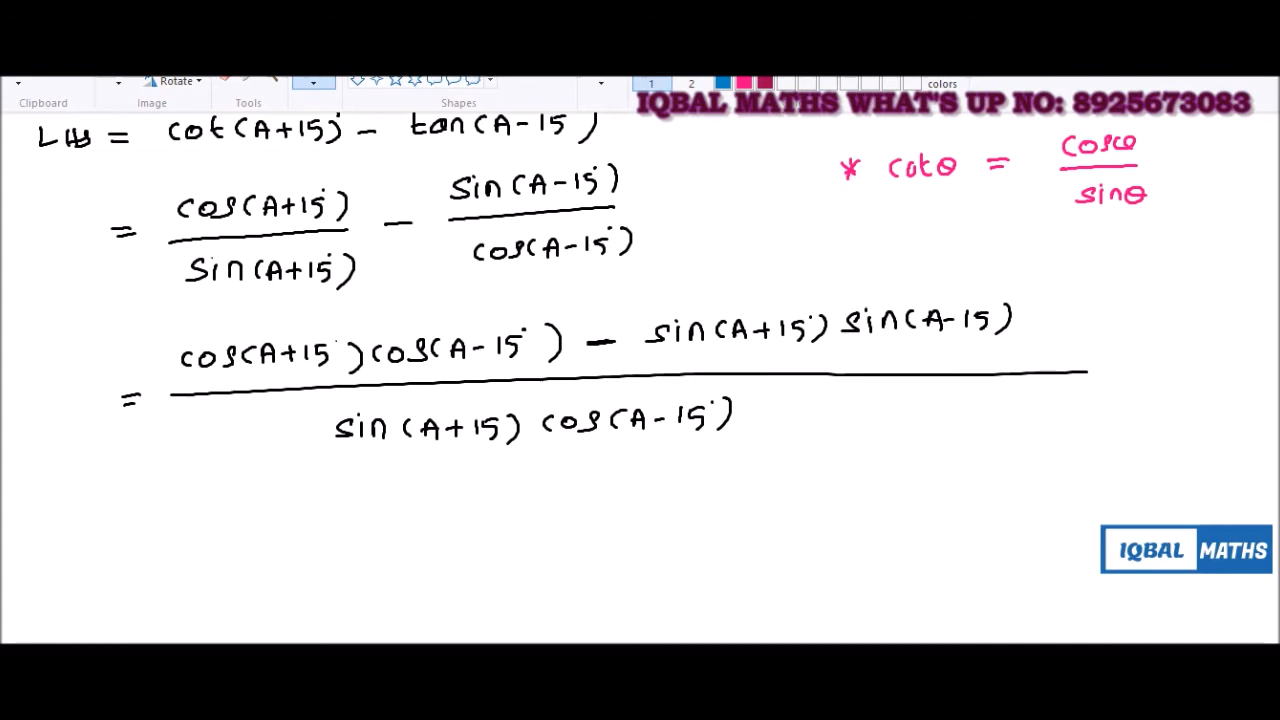 Rotate
1 2
colors
Clipboard Image Tools Shapes
IQBAL MATHS WHAT'S UP NO: 8925673083
LHS = cot(A+15°) - tan(A-15°)
* cotθ = cosθ / sinθ
= cos(A+15°) / sin(A+15°) - sin(A-15°) / cos(A-15°)
= cos(A+15°)cos(A-15°) - sin(A+15°) sin(A-15)
sin(A+15) cos(A-15°)
IQBAL MATHS